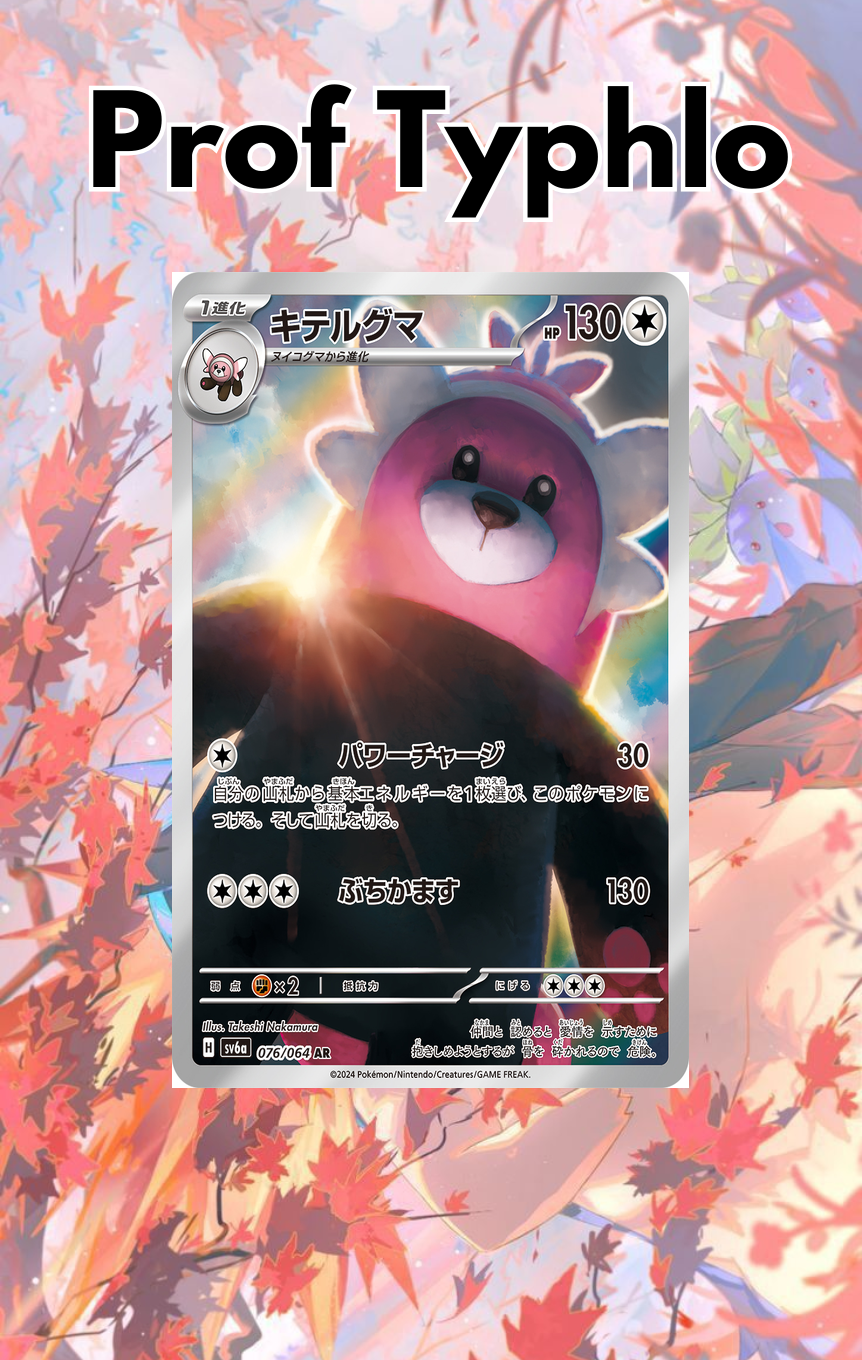 Prof Typhlo
1進化
キテルグマ
HP 130
ヌイコグマから進化
パワーチャージ 30
自分の山札から基本エネルギーを1枚選び、このポケモンに
つける。そして山札を切る。
ぶちかます 130
弱点 ×2 抵抗力 にげる
Illus. Takeshi Nakamura
H sv6a 076/064 AR
仲間と 認めると 愛情を 示すために
抱きしめようとするが 骨を 砕かれるので 危険。
©2024 Pokémon/Nintendo/Creatures/GAME FREAK.